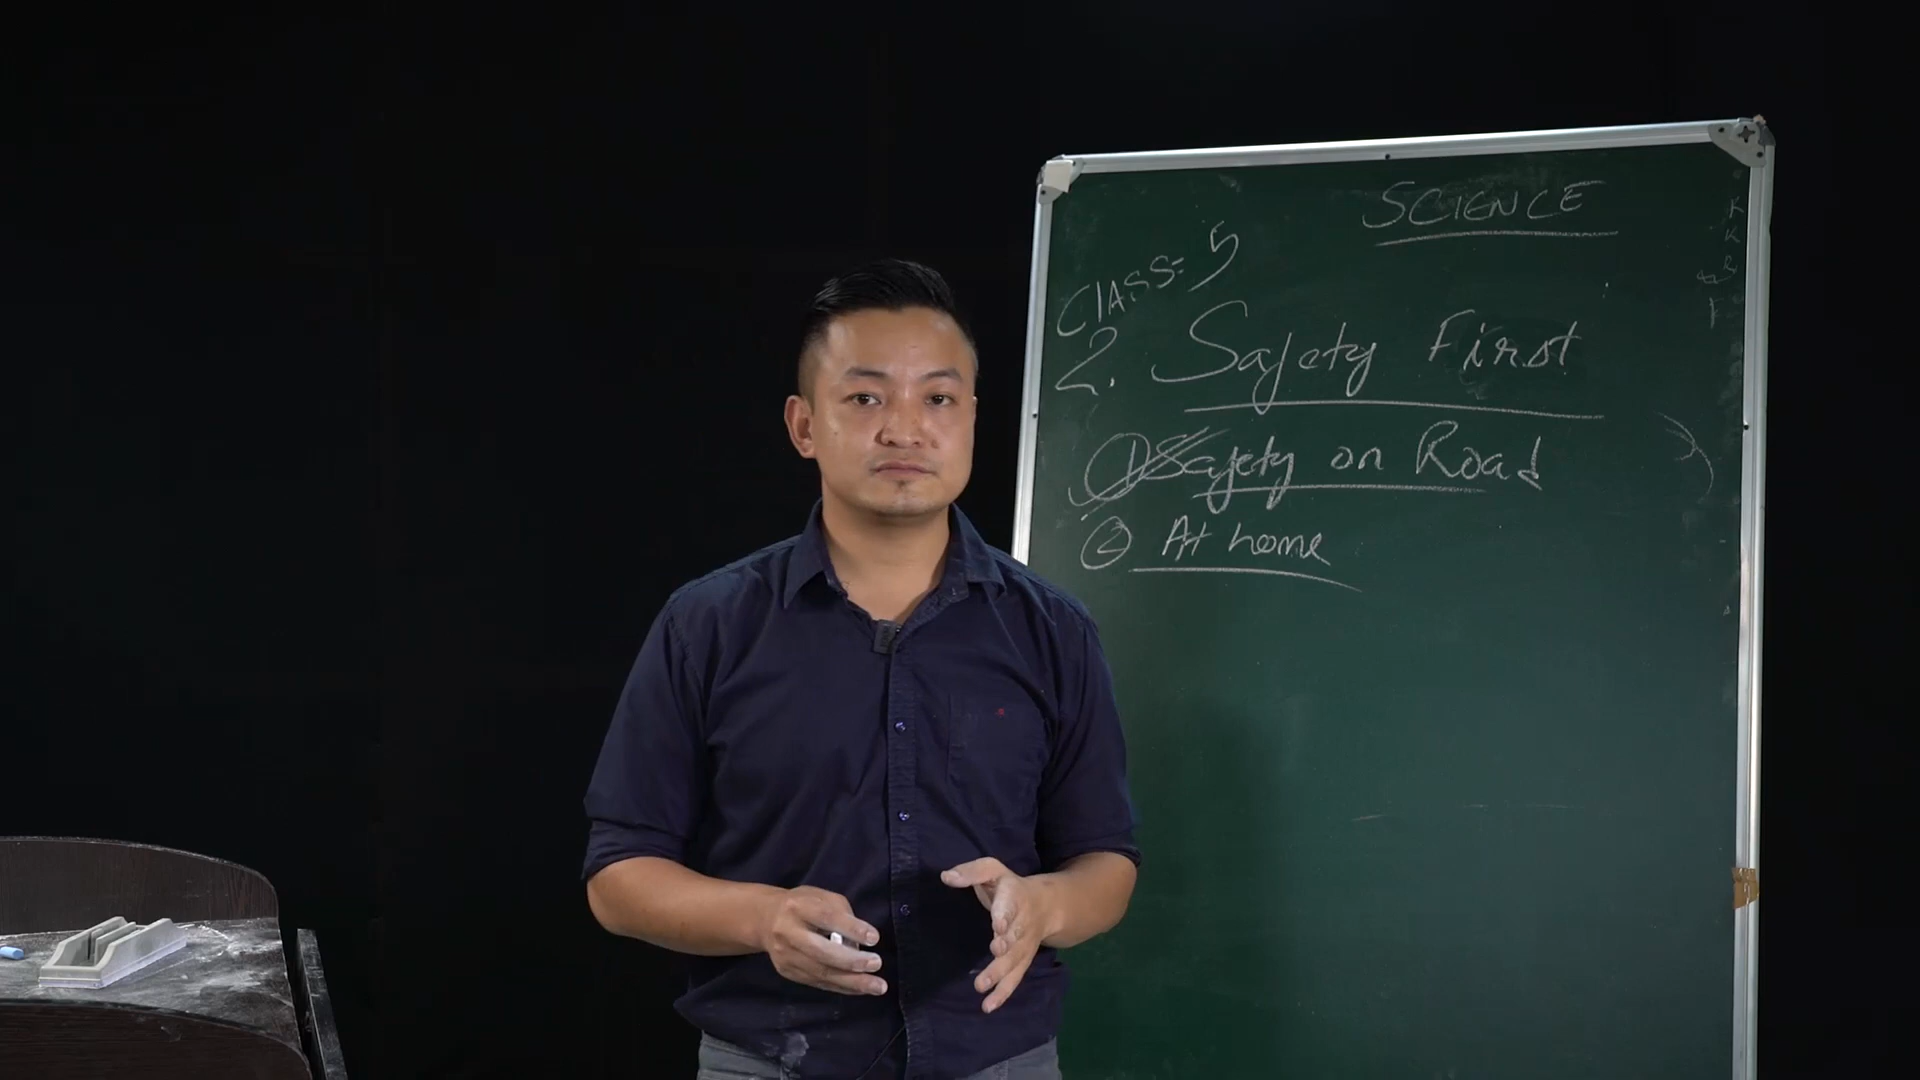 SCIENCE
CLASS: 5
2. Safety First
① Safety on Road
② At home